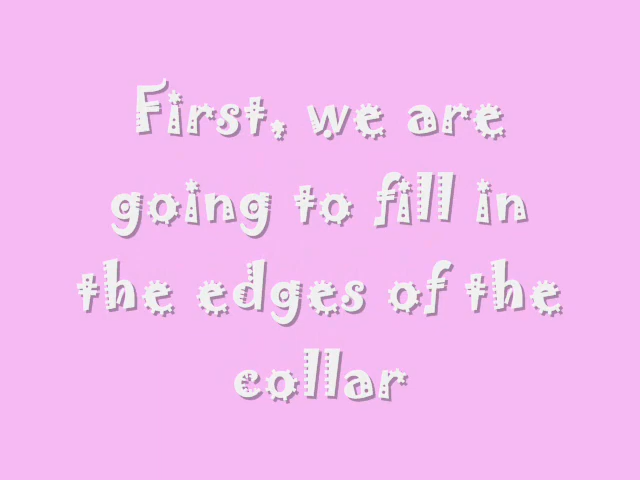 First, we are
going to fill in
the edges of the
collar